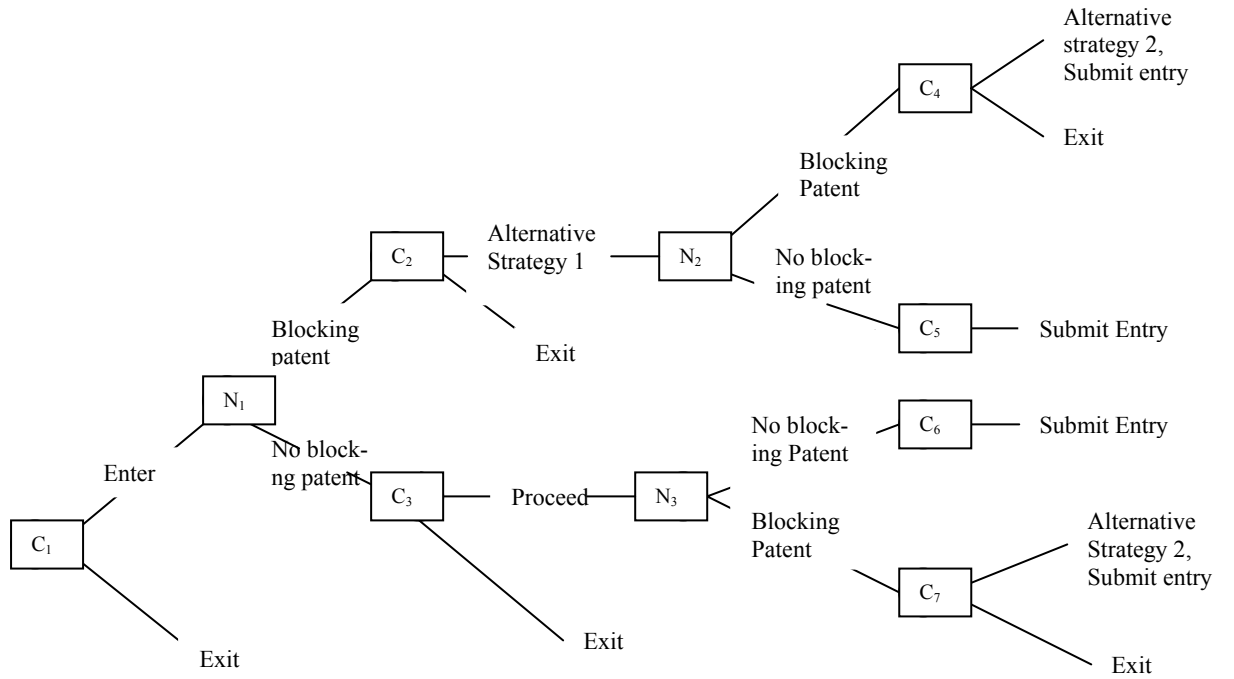 Alternative
strategy 2,
Submit entry
C4
Exit
Blocking
Patent
Alternative
Strategy 1
C2
N2
No block-
ing patent
C5
Submit Entry
Blocking
patent
Exit
N1
No block-
ing Patent
C6
Submit Entry
No block-
ng patent
Enter
C3
Proceed
N3
Blocking
Patent
Alternative
Strategy 2,
Submit entry
C1
C7
Exit
Exit
Exit